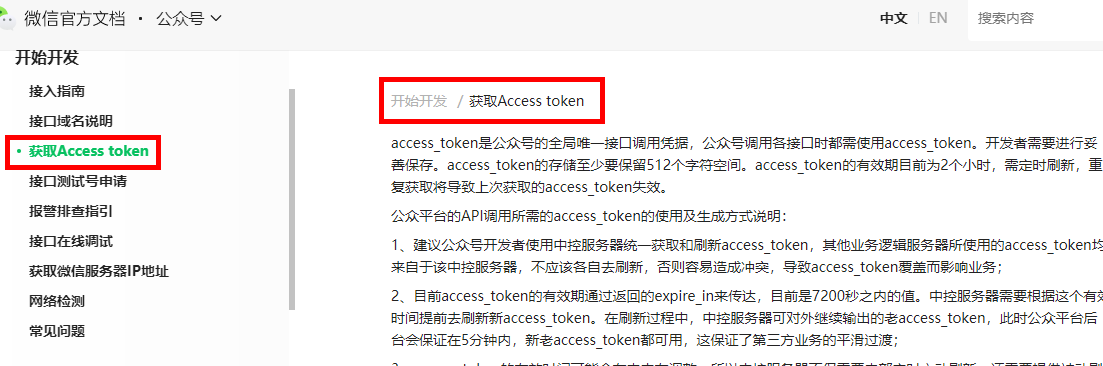 微信官方文档 · 公众号
中文 EN 搜索内容
开始开发
接入指南
接口域名说明
· 获取Access token
接口测试号申请
报警排查指引
接口在线调试
获取微信服务器IP地址
网络检测
常见问题
开始开发 / 获取Access token
access_token是公众号的全局唯一接口调用凭据，公众号调用各接口时都需使用access_token。开发者需要进行妥
善保存。access_token的存储至少要保留512个字符空间。access_token的有效期目前为2个小时，需定时刷新，重
复获取将导致上次获取的access_token失效。
公众平台的API调用所需的access_token的使用及生成方式说明：
1、建议公众号开发者使用中控服务器统一获取和刷新access_token，其他业务逻辑服务器所使用的access_token均
来自于该中控服务器，不应该各自去刷新，否则容易造成冲突，导致access_token覆盖而影响业务；
2、目前access_token的有效期通过返回的expire_in来传达，目前是7200秒之内的值。中控服务器需要根据这个有效
时间提前去刷新新access_token。在刷新过程中，中控服务器可对外继续输出的老access_token，此时公众平台后
台会保证在5分钟内，新老access_token都可用，这保证了第三方业务的平滑过渡；